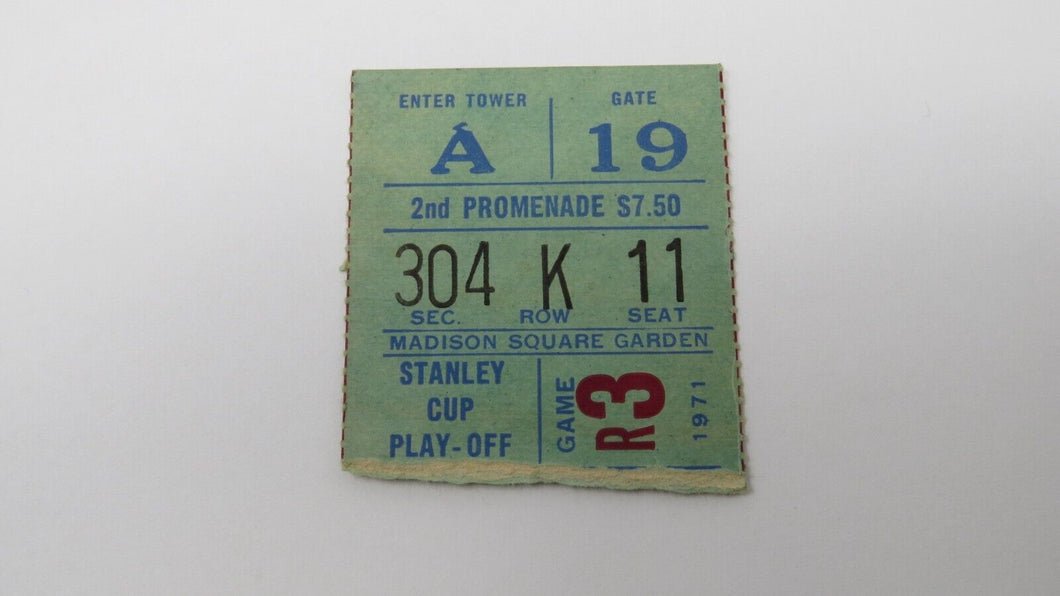 ENTER TOWER GATE
A 19
2nd PROMENADE $7.50
304 K 11
SEC. ROW SEAT
MADISON SQUARE GARDEN
STANLEY
CUP
PLAY-OFF
GAME
R3
1971